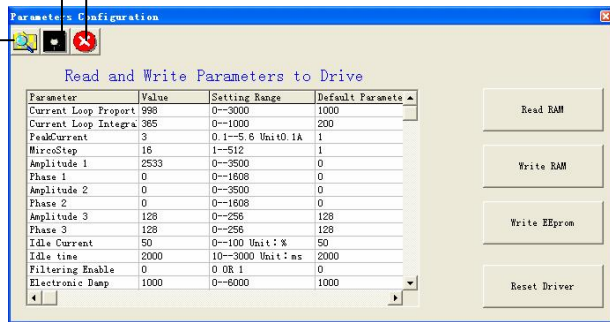 Parameters Configuration
Read and Write Parameters to Drive
Parameter Value Setting Range Default Paramete
Current Loop Proport 998 0--3000 1000
Current Loop Integra 365 0--1000 200
PeakCurrent 3 0.1--5.6 Unit0.1A 1
MircoStep 16 1--512 1
Amplitude 1 2533 0--3500 0
Phase 1 0 0--1608 0
Amplitude 2 0 0--3500 0
Phase 2 0 0--1608 0
Amplitude 3 128 0--256 128
Phase 3 128 0--256 128
Idle Current 50 0--100 Unit：% 50
Idle time 2000 10--3000 Unit：ms 2000
Filtering Enable 0 0 OR 1 0
Electronic Damp 1000 0--6000 1000
Read RAM
Write RAM
Write EEprom
Reset Driver